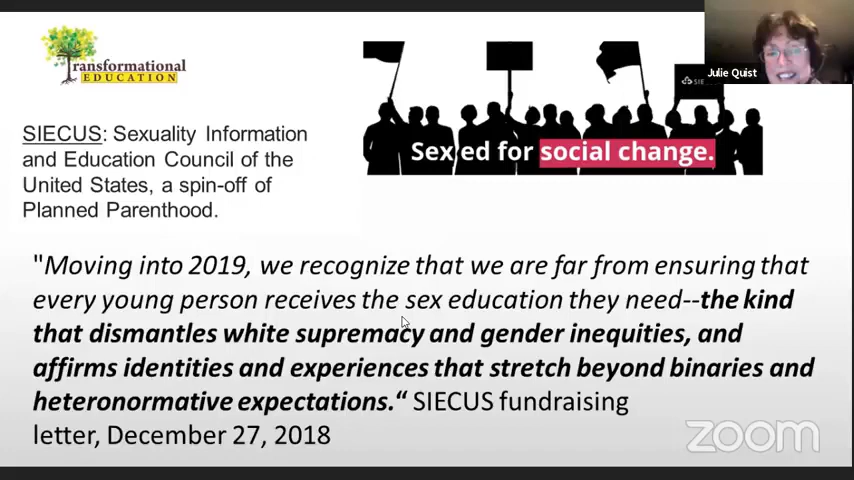 Transformational
EDUCATION
Julie Quist
SIE
SIECUS: Sexuality Information
and Education Council of the
United States, a spin-off of
Planned Parenthood.
Sex ed for social change.
"Moving into 2019, we recognize that we are far from ensuring that
every young person receives the sex education they need--the kind
that dismantles white supremacy and gender inequities, and
affirms identities and experiences that stretch beyond binaries and
heteronormative expectations.“ SIECUS fundraising
letter, December 27, 2018
zoom